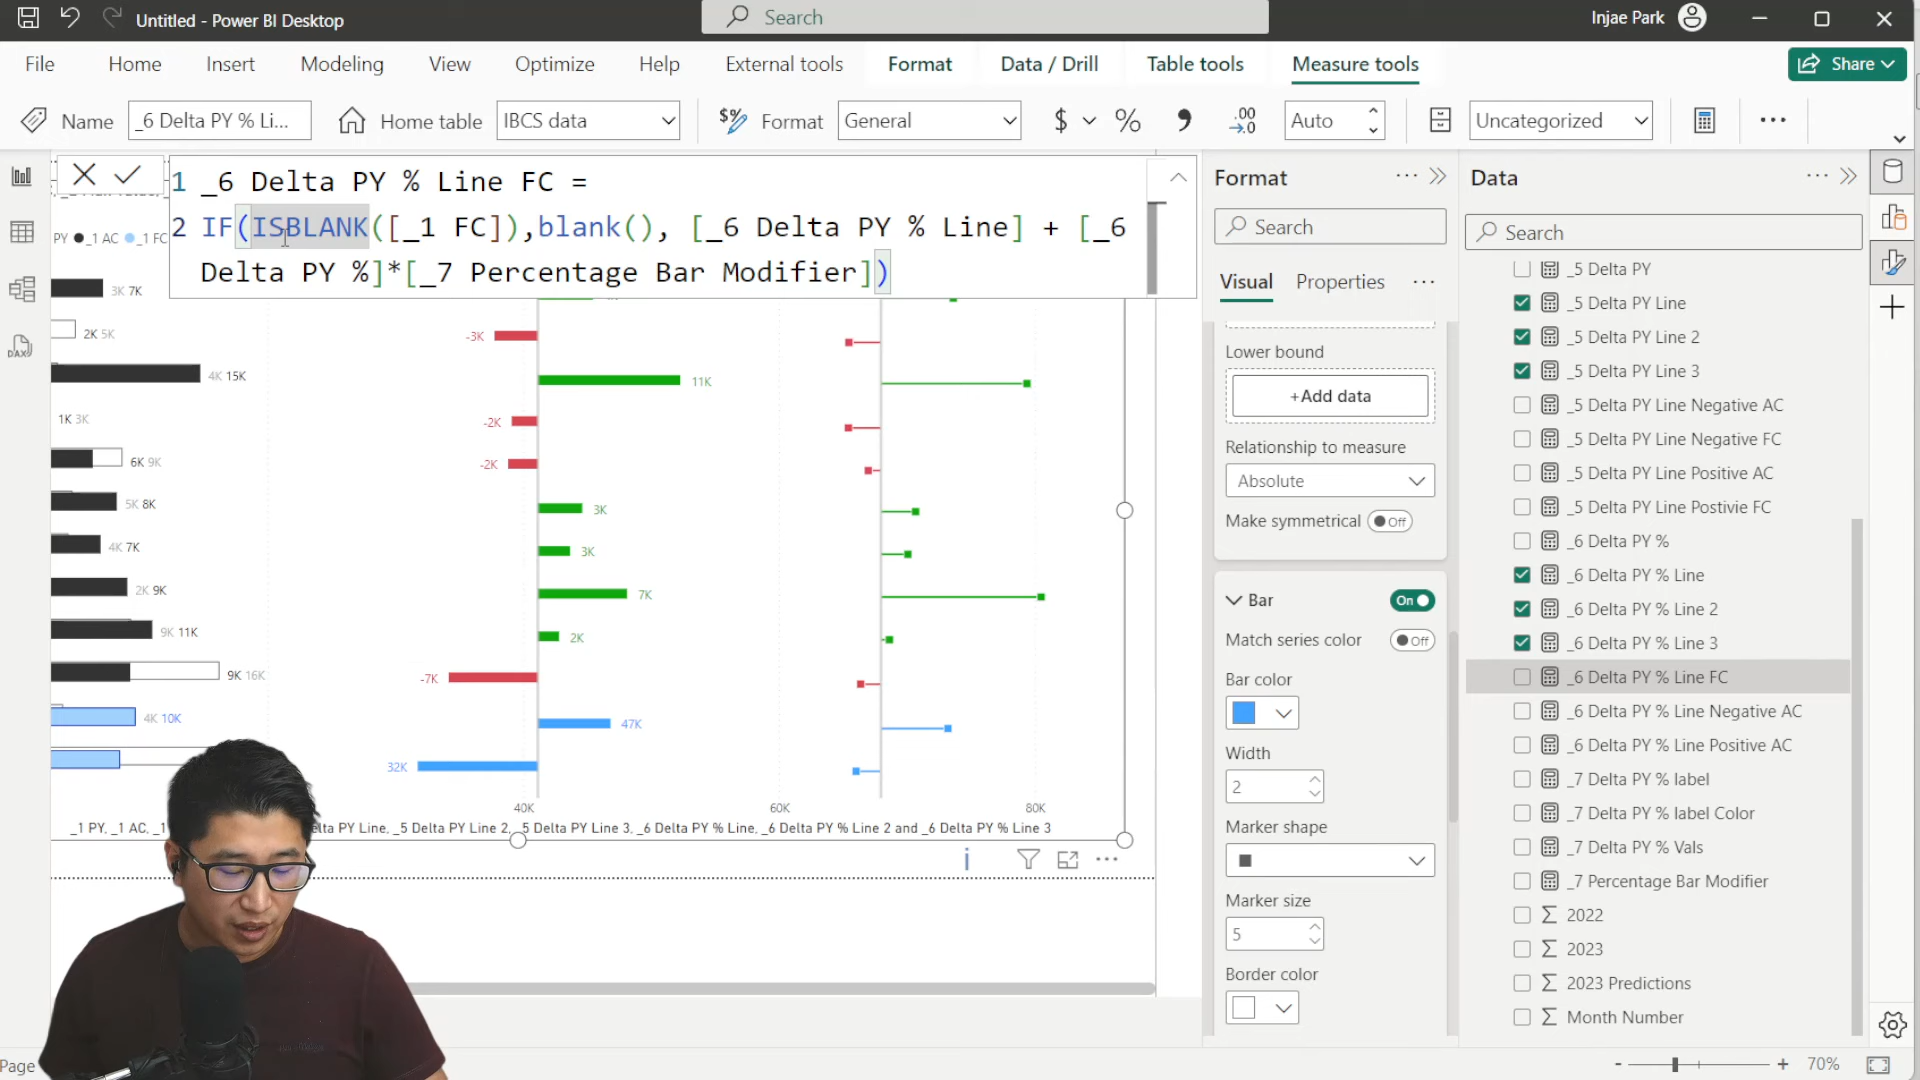 Untitled - Power BI Desktop
Search
Injae Park
File
Home
Insert
Modeling
View
Optimize
Help
External tools
Format
Data / Drill
Table tools
Measure tools
Share
Name
_6 Delta PY % Li...
Home table
IBCS data
Format
General
$
%
.00
Auto
Uncategorized
1 _6 Delta PY % Line FC =
2 IF(ISBLANK([_1 FC]),blank(), [_6 Delta PY % Line] + [_6
Delta PY %]*[_7 Percentage Bar Modifier])
PY
_1 AC
_1 FC
3K 7K
2K 5K
-3K
4K 15K
11K
1K 3K
-2K
6K 9K
-2K
5K 8K
3K
4K 7K
3K
2K 9K
7K
9K 11K
2K
9K 16K
-7K
4K 10K
47K
32K
40K
60K
80K
_1 PY, _1 AC, _1
elta PY Line, _5 Delta PY Line 2, _5 Delta PY Line 3, _6 Delta PY % Line, _6 Delta PY % Line 2 and _6 Delta PY % Line 3
DAX
Page
Format
Search
Visual
Properties
Lower bound
+Add data
Relationship to measure
Absolute
Make symmetrical
Off
Bar
On
Match series color
Off
Bar color
Width
2
Marker shape
Marker size
5
Border color
Data
Search
_5 Delta PY
_5 Delta PY Line
_5 Delta PY Line 2
_5 Delta PY Line 3
_5 Delta PY Line Negative AC
_5 Delta PY Line Negative FC
_5 Delta PY Line Positive AC
_5 Delta PY Line Postivie FC
_6 Delta PY %
_6 Delta PY % Line
_6 Delta PY % Line 2
_6 Delta PY % Line 3
_6 Delta PY % Line FC
_6 Delta PY % Line Negative AC
_6 Delta PY % Line Positive AC
_7 Delta PY % label
_7 Delta PY % label Color
_7 Delta PY % Vals
_7 Percentage Bar Modifier
2022
2023
2023 Predictions
Month Number
- + 70%